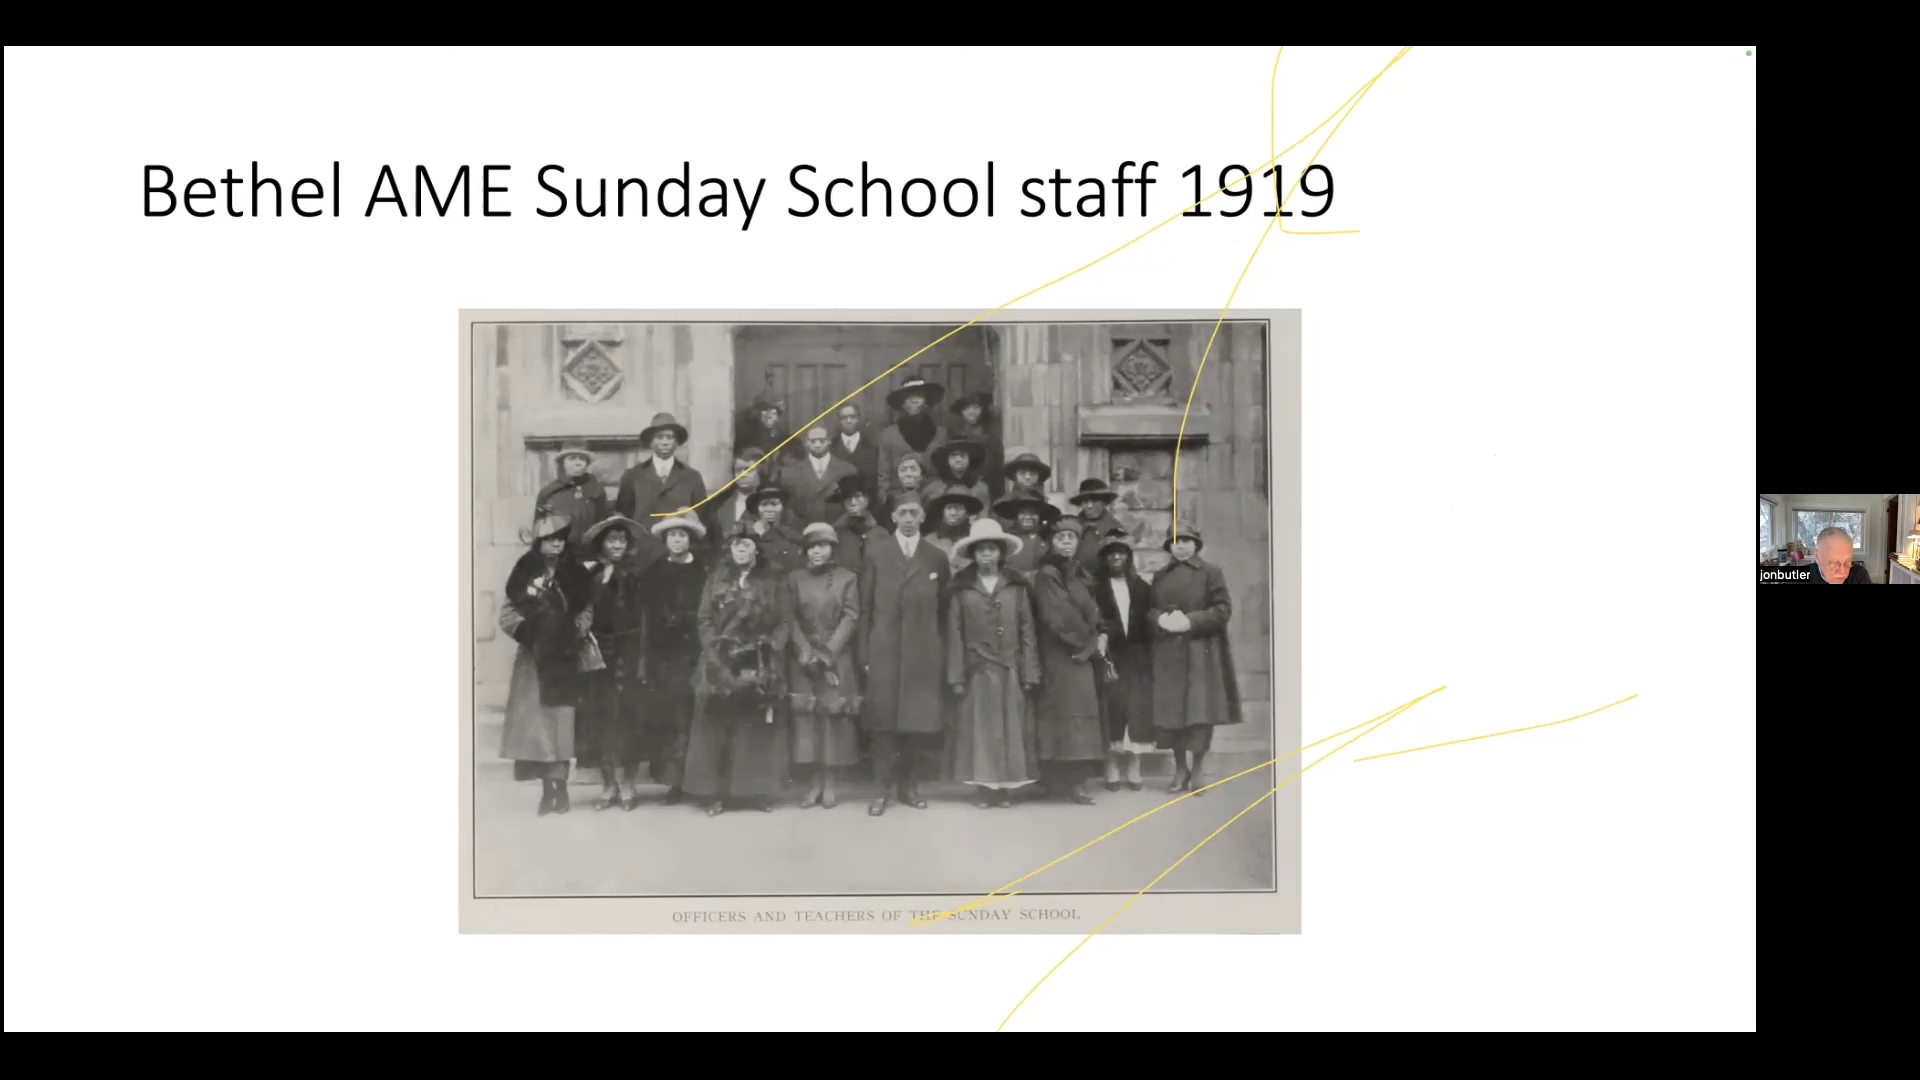 Bethel AME Sunday School staff 1919
OFFICERS AND TEACHERS OF THE SUNDAY SCHOOL
jonbutler